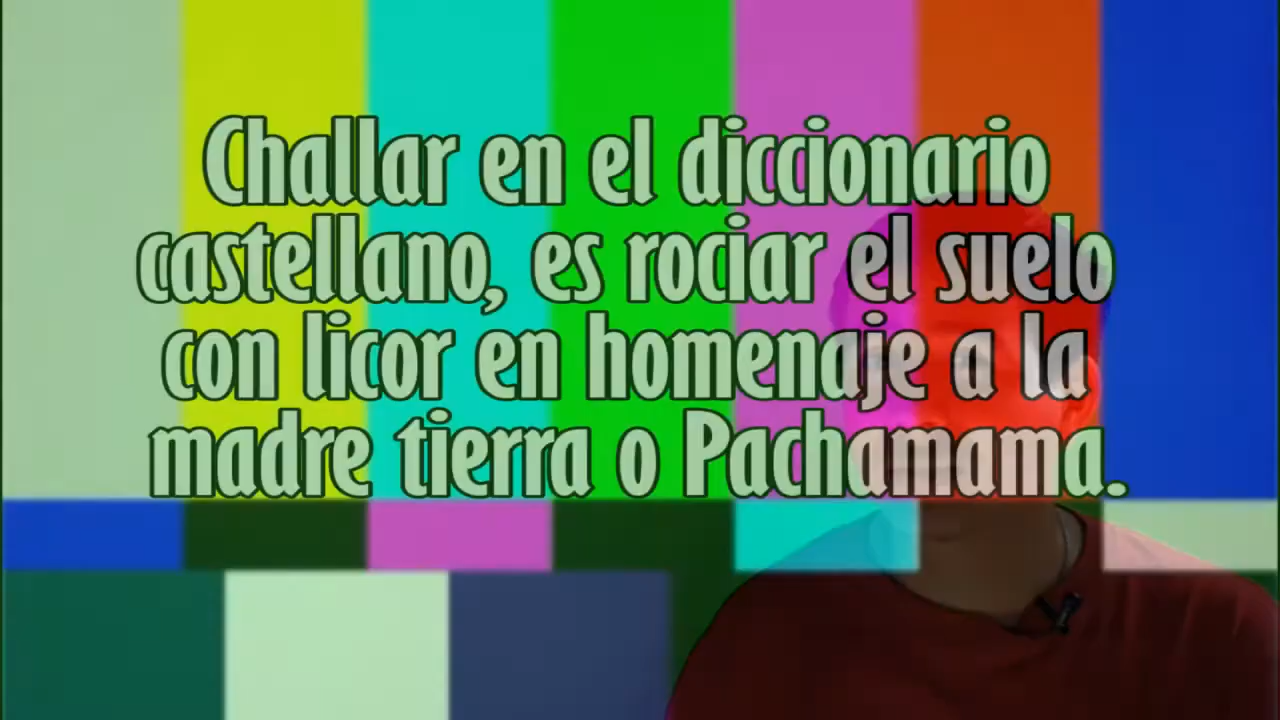 Challar en el diccionario
castellano, es rociar el suelo
con licor en homenaje a la
madre tierra o Pachamama.